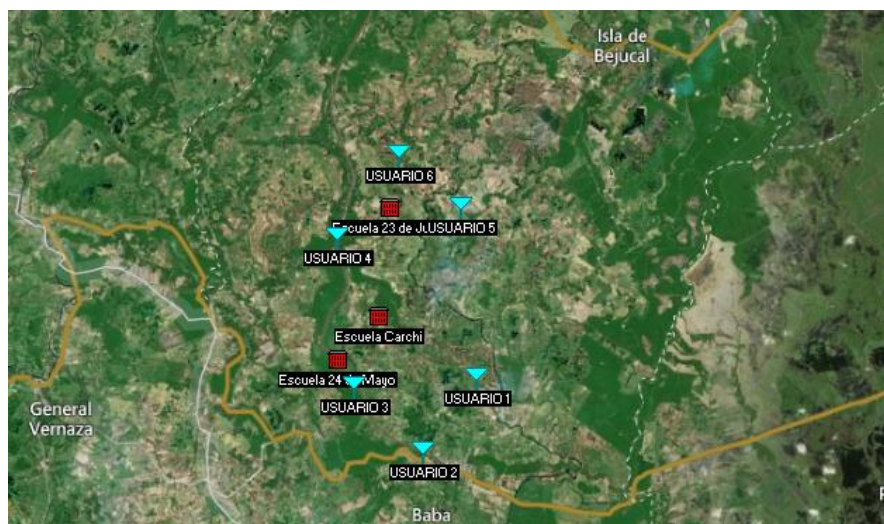 Isla de
Bejucal
USUARIO 6
Escuela 23 de Ju
USUARIO 5
USUARIO 4
Escuela Carchi
Escuela 24 de Mayo
USUARIO 3
USUARIO 1
General
Vernaza
USUARIO 2
Baba